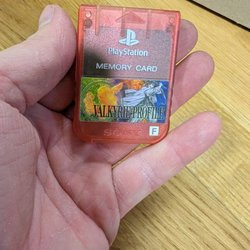 PlayStation
MEMORY CARD
VALKYRIE PROFILE
F